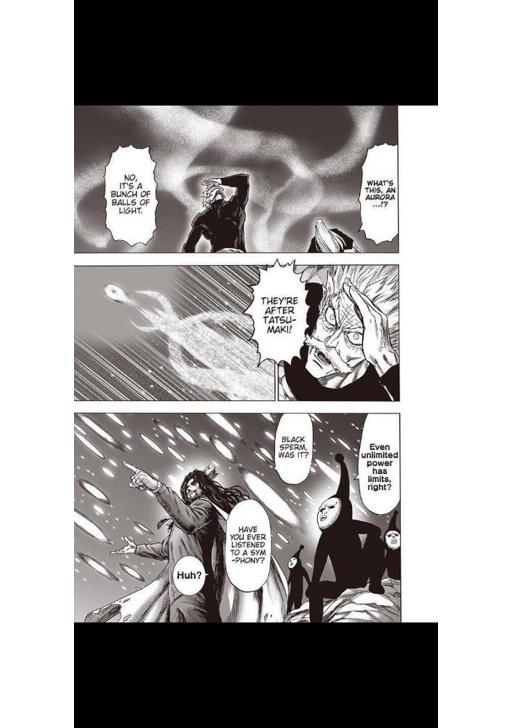 WHAT'S
THIS, AN
AURORA
...!?
NO,
IT'S A
BUNCH OF
BALLS OF
LIGHT.
THEY'RE
AFTER
TATSU-
MAKI!
Even
unlimited
power
has
limits,
right?
BLACK
SPERM,
WAS IT?
HAVE
YOU EVER
LISTENED
TO A SYM
-PHONY?
Huh?